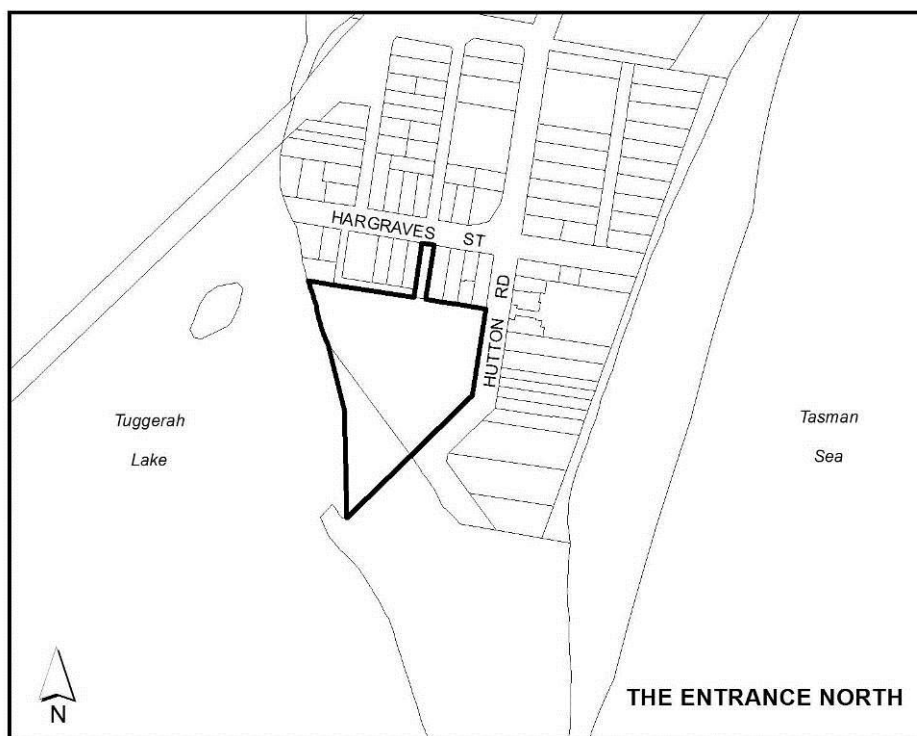 HARGRAVES ST
HUTTON RD
Tuggerah
Lake
Tasman
Sea
N
THE ENTRANCE NORTH